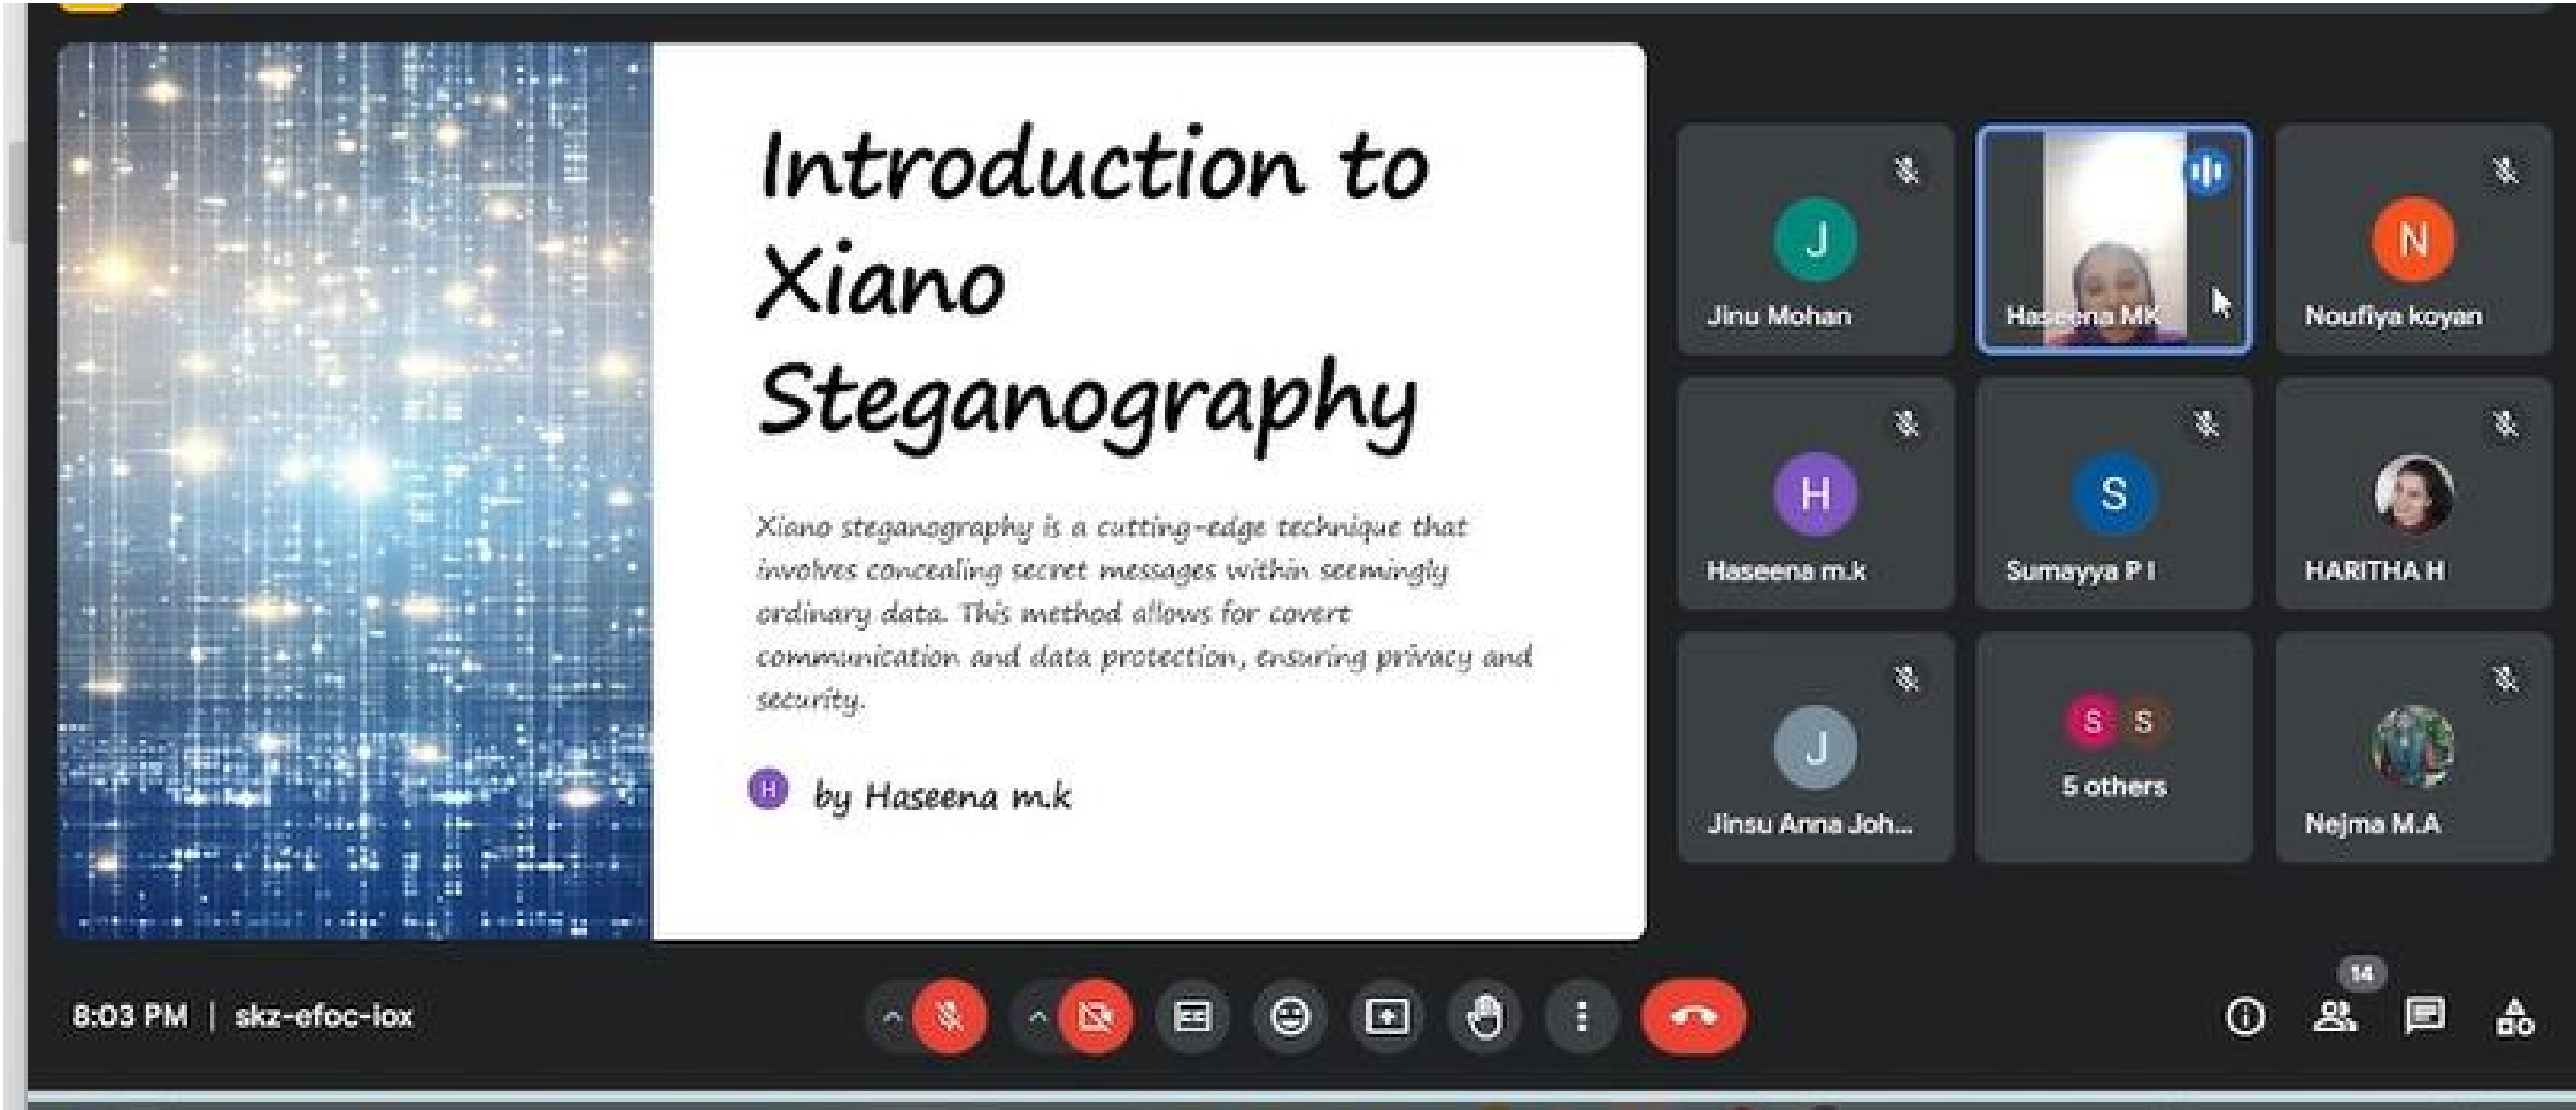 Introduction to
Xiano
Steganography
Xiano steganography is a cutting-edge technique that
involves concealing secret messages within seemingly
ordinary data. This method allows for covert
communication and data protection, ensuring privacy and
security.
H by Haseena m.k
J
Jinu Mohan
Haseena MK
N
Noufiya koyan
H
Haseena m.k
S
Sumayya P I
HARITHA H
J
Jinsu Anna Joh...
S S
5 others
Nejma M.A
8:03 PM | skz-efoc-iox
14